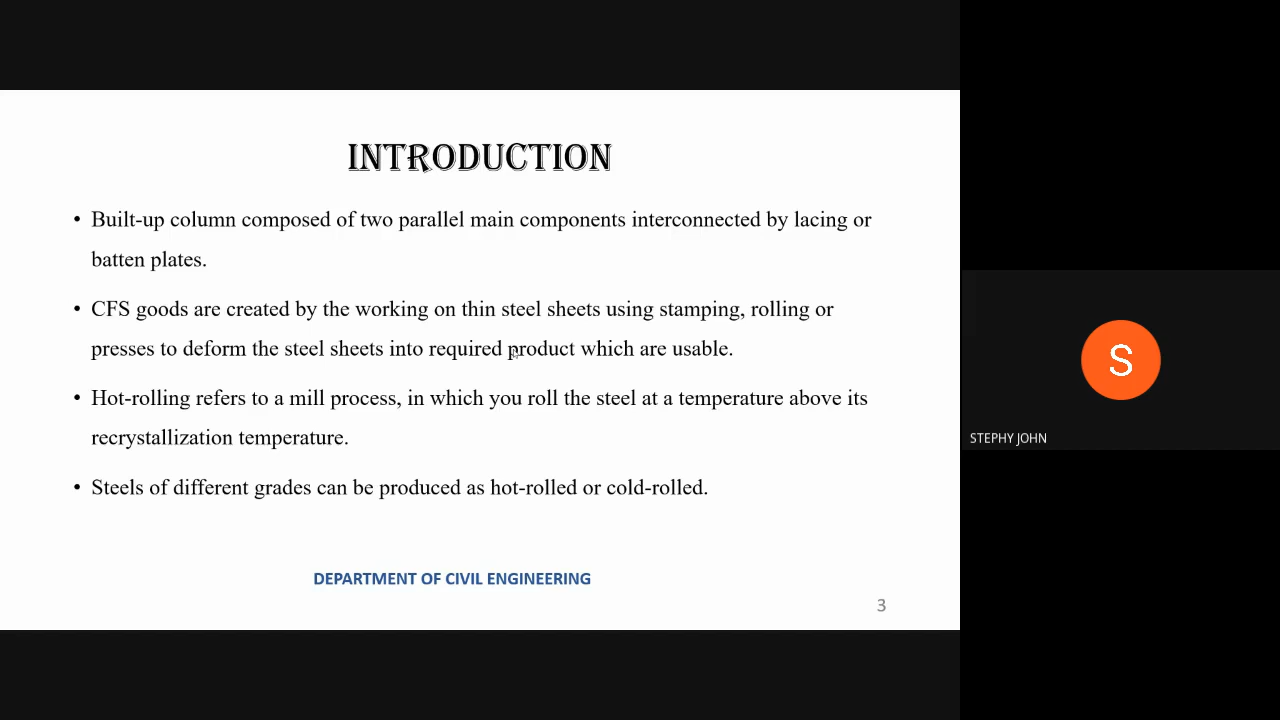 INTRODUCTION
• Built-up column composed of two parallel main components interconnected by lacing or
batten plates.
• CFS goods are created by the working on thin steel sheets using stamping, rolling or
presses to deform the steel sheets into required product which are usable.
• Hot-rolling refers to a mill process, in which you roll the steel at a temperature above its
recrystallization temperature.
• Steels of different grades can be produced as hot-rolled or cold-rolled.
DEPARTMENT OF CIVIL ENGINEERING
3
S
STEPHY JOHN